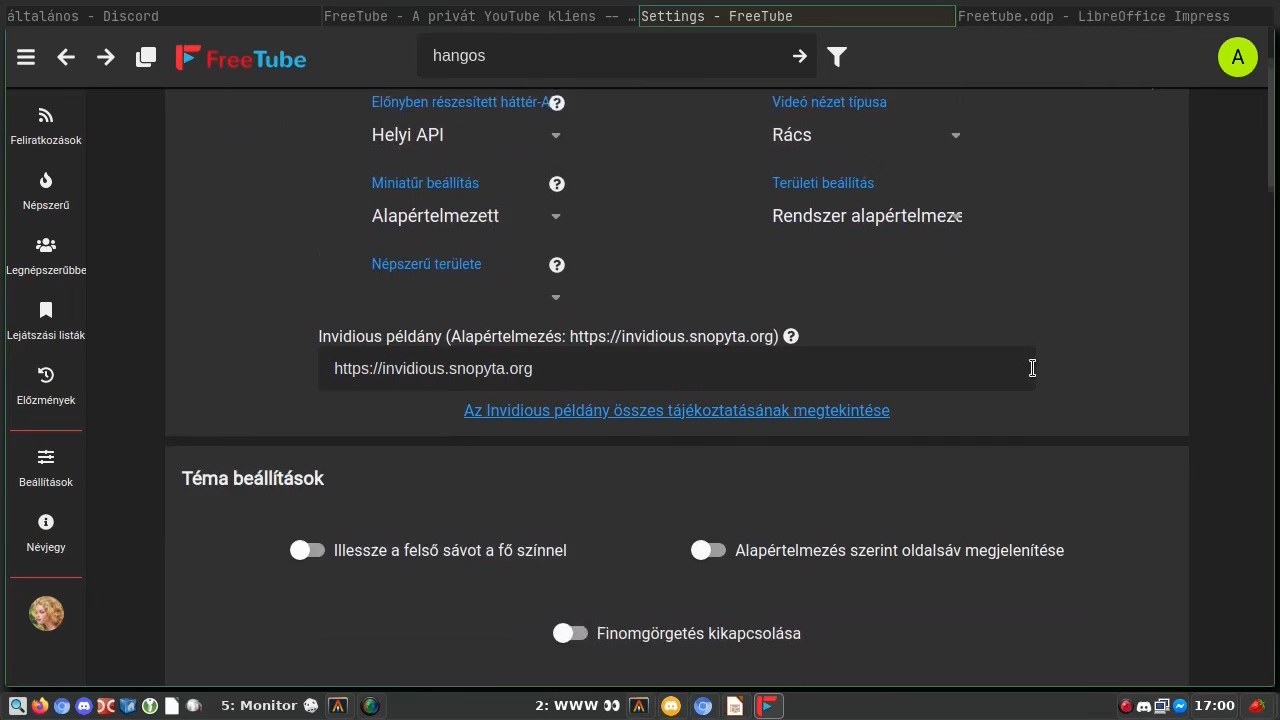 általános - Discord
FreeTube - A privát YouTube kliens -- …
Settings - FreeTube
Freetube.odp - LibreOffice Impress
FreeTube
hangos
A
Feliratkozások
Népszerű
Legnépszerűbbe
Lejátszási listák
Előzmények
Beállítások
Névjegy
Előnyben részesített háttér-A
Videó nézet típusa
Helyi API
Rács
Miniatűr beállítás
Területi beállítás
Alapértelmezett
Rendszer alapértelmeze
Népszerű területe
Invidious példány (Alapértelmezés: https://invidious.snopyta.org)
https://invidious.snopyta.org
Az Invidious példány összes tájékoztatásának megtekintése
Téma beállítások
Illessze a felső sávot a fő színnel
Alapértelmezés szerint oldalsáv megjelenítése
Finomgörgetés kikapcsolása
5: Monitor
2: WWW
17:00